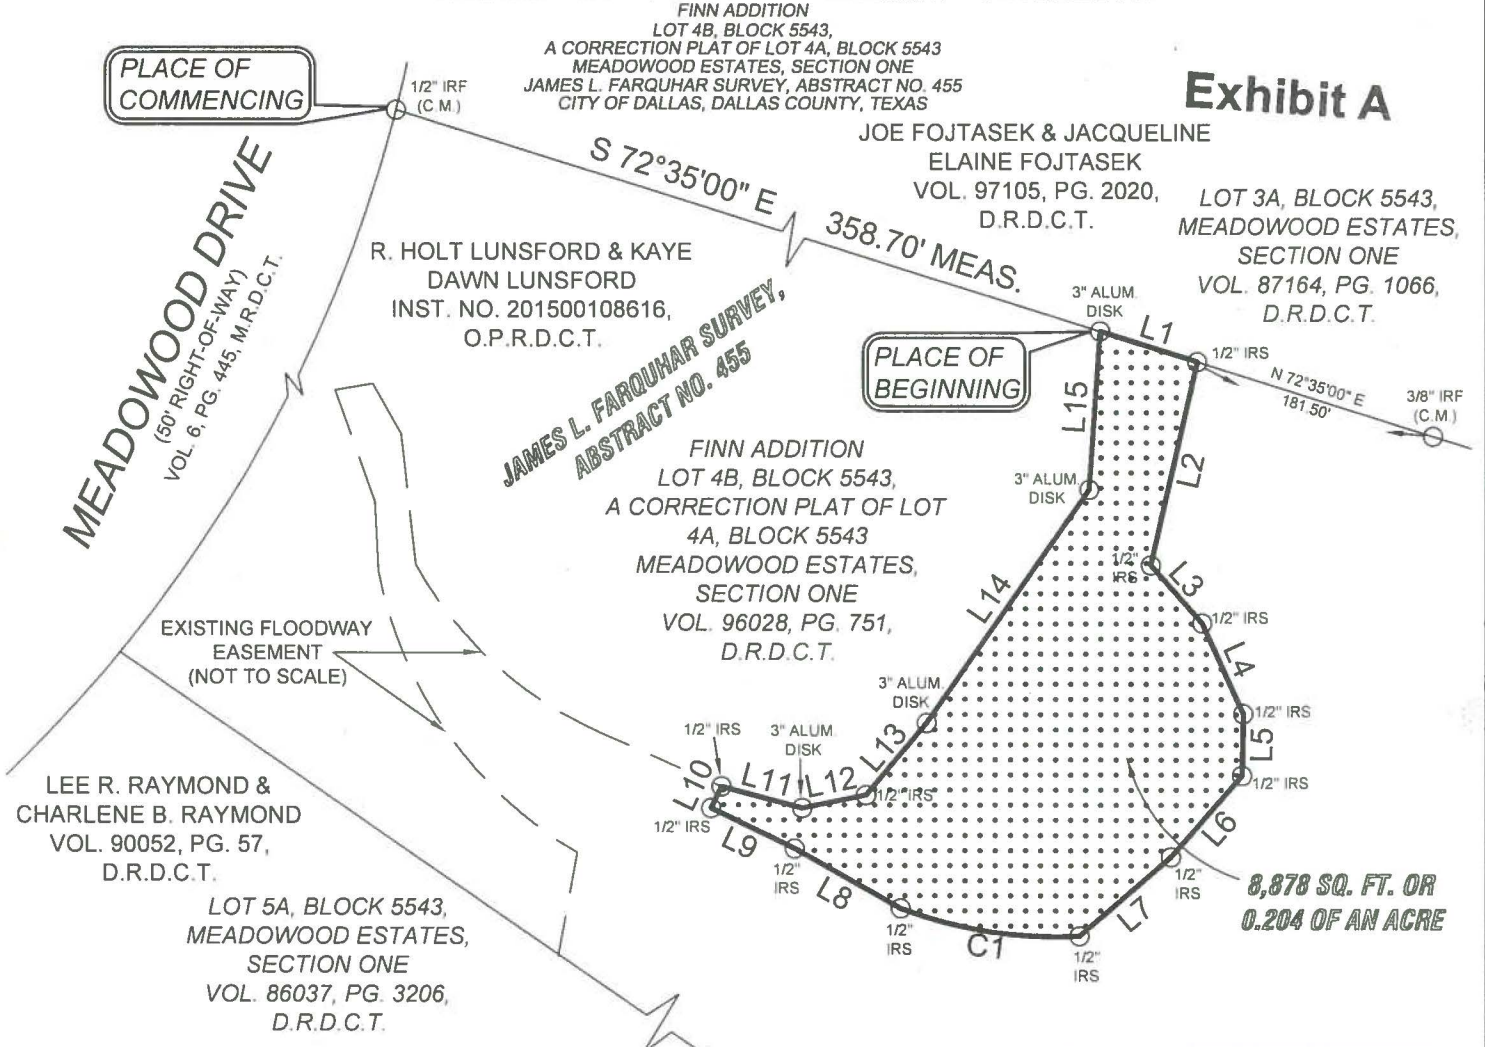 FINN ADDITION
LOT 4B, BLOCK 5543,
A CORRECTION PLAT OF LOT 4A, BLOCK 5543
MEADOWOOD ESTATES, SECTION ONE
JAMES L. FARQUHAR SURVEY, ABSTRACT NO. 455
CITY OF DALLAS, DALLAS COUNTY, TEXAS
Exhibit A
PLACE OF
COMMENCING
1/2" IRF
(C.M.)
S 72°35'00" E
358.70' MEAS.
JOE FOJTASEK & JACQUELINE
ELAINE FOJTASEK
VOL. 97105, PG. 2020,
D.R.D.C.T.
LOT 3A, BLOCK 5543,
MEADOWOOD ESTATES,
SECTION ONE
VOL. 87164, PG. 1066,
D.R.D.C.T.
MEADOWOOD DRIVE
(50' RIGHT-OF-WAY)
VOL. 6, PG. 445, M.R.D.C.T.
R. HOLT LUNSFORD & KAYE
DAWN LUNSFORD
INST. NO. 201500108616,
O.P.R.D.C.T.
JAMES L. FARQUHAR SURVEY,
ABSTRACT NO. 455
3" ALUM.
DISK
L1
PLACE OF
BEGINNING
1/2" IRS
N 72°35'00" E
181.50'
3/8" IRF
(C.M.)
L15
L2
FINN ADDITION
LOT 4B, BLOCK 5543,
A CORRECTION PLAT OF LOT
4A, BLOCK 5543
MEADOWOOD ESTATES,
SECTION ONE
VOL. 96028, PG. 751,
D.R.D.C.T.
3" ALUM.
DISK
1/2"
IRS
L3
L14
1/2" IRS
L4
EXISTING FLOODWAY
EASEMENT
(NOT TO SCALE)
3" ALUM.
DISK
1/2" IRS
L5
1/2" IRS
1/2" IRS
3" ALUM.
DISK
L13
L10
L11
L12
1/2" IRS
1/2" IRS
L9
L6
LEE R. RAYMOND &
CHARLENE B. RAYMOND
VOL. 90052, PG. 57,
D.R.D.C.T.
1/2"
IRS
L8
1/2"
IRS
8,878 SQ. FT. OR
0.204 OF AN ACRE
L7
1/2"
IRS
C1
1/2"
IRS
LOT 5A, BLOCK 5543,
MEADOWOOD ESTATES,
SECTION ONE
VOL. 86037, PG. 3206,
D.R.D.C.T.